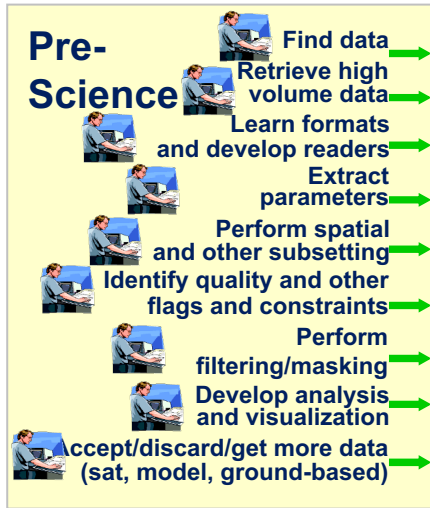 Pre-
Science
Find data
Retrieve high
volume data
Learn formats
and develop readers
Extract
parameters
Perform spatial
and other subsetting
Identify quality and other
flags and constraints
Perform
filtering/masking
Develop analysis
and visualization
Accept/discard/get more data
(sat, model, ground-based)